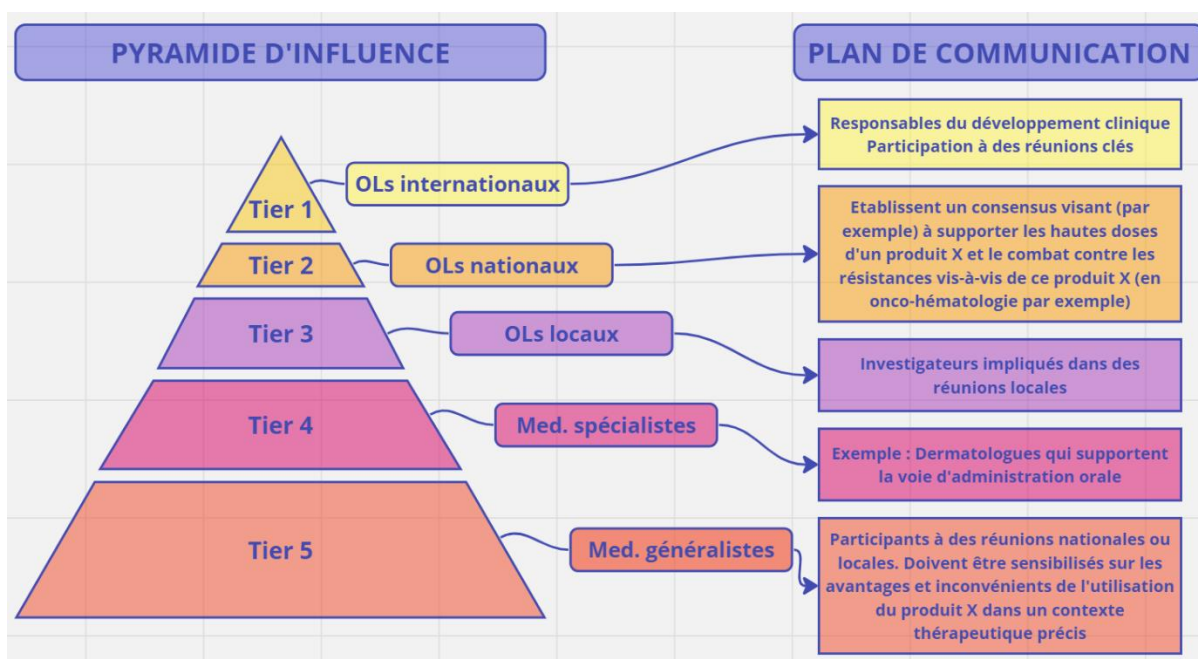 PYRAMIDE D'INFLUENCE
PLAN DE COMMUNICATION
Tier 1
OLs internationaux
Responsables du développement clinique
Participation à des réunions clés
Tier 2
OLs nationaux
Etablissent un consensus visant (par
exemple) à supporter les hautes doses
d'un produit X et le combat contre les
résistances vis-à-vis de ce produit X (en
onco-hématologie par exemple)
Tier 3
OLs locaux
Investigateurs impliqués dans des
réunions locales
Tier 4
Med. spécialistes
Exemple : Dermatologues qui supportent
la voie d'administration orale
Tier 5
Med. généralistes
Participants à des réunions nationales ou
locales. Doivent être sensibilisés sur les
avantages et inconvénients de l'utilisation
du produit X dans un contexte
thérapeutique précis